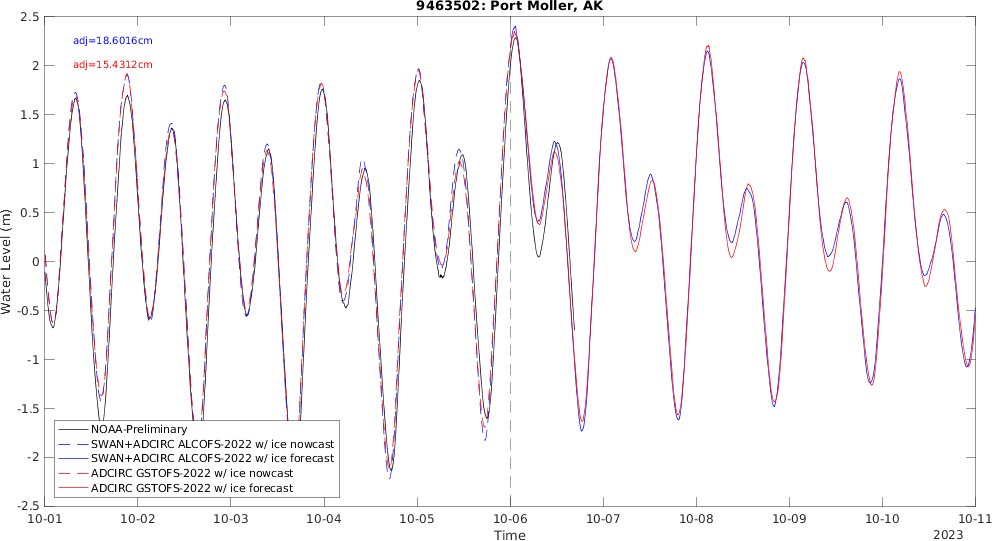 9463502: Port Moller, AK
2.5
adj=18.6016cm
2
adj=15.4312cm
1.5
1
0.5
0
-0.5
-1
-1.5
-2
-2.5
Water Level (m)
NOAA-Preliminary
SWAN+ADCIRC ALCOFS-2022 w/ ice nowcast
SWAN+ADCIRC ALCOFS-2022 w/ ice forecast
ADCIRC GSTOFS-2022 w/ ice nowcast
ADCIRC GSTOFS-2022 w/ ice forecast
10-01 10-02 10-03 10-04 10-05 10-06 10-07 10-08 10-09 10-10 10-11
Time
2023